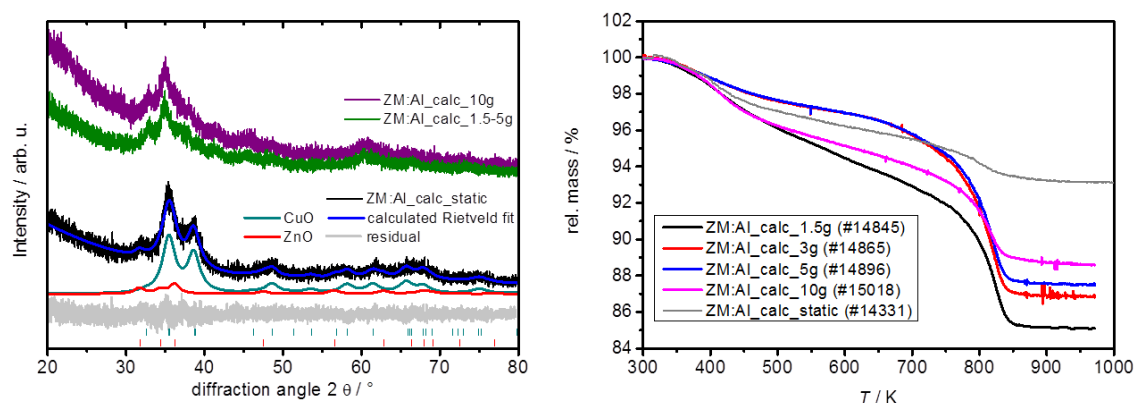 Intensity / arb. u.
ZM:Al_calc_10g
ZM:Al_calc_1.5-5g
ZM:Al_calc_static
CuO
calculated Rietveld fit
ZnO
residual
20 30 40 50 60 70 80
diffraction angle 2 θ / °
rel. mass / %
102
100
98
96
94
92
90
88
86
84
ZM:Al_calc_1.5g (#14845)
ZM:Al_calc_3g (#14865)
ZM:Al_calc_5g (#14896)
ZM:Al_calc_10g (#15018)
ZM:Al_calc_static (#14331)
300 400 500 600 700 800 900 1000
T / K